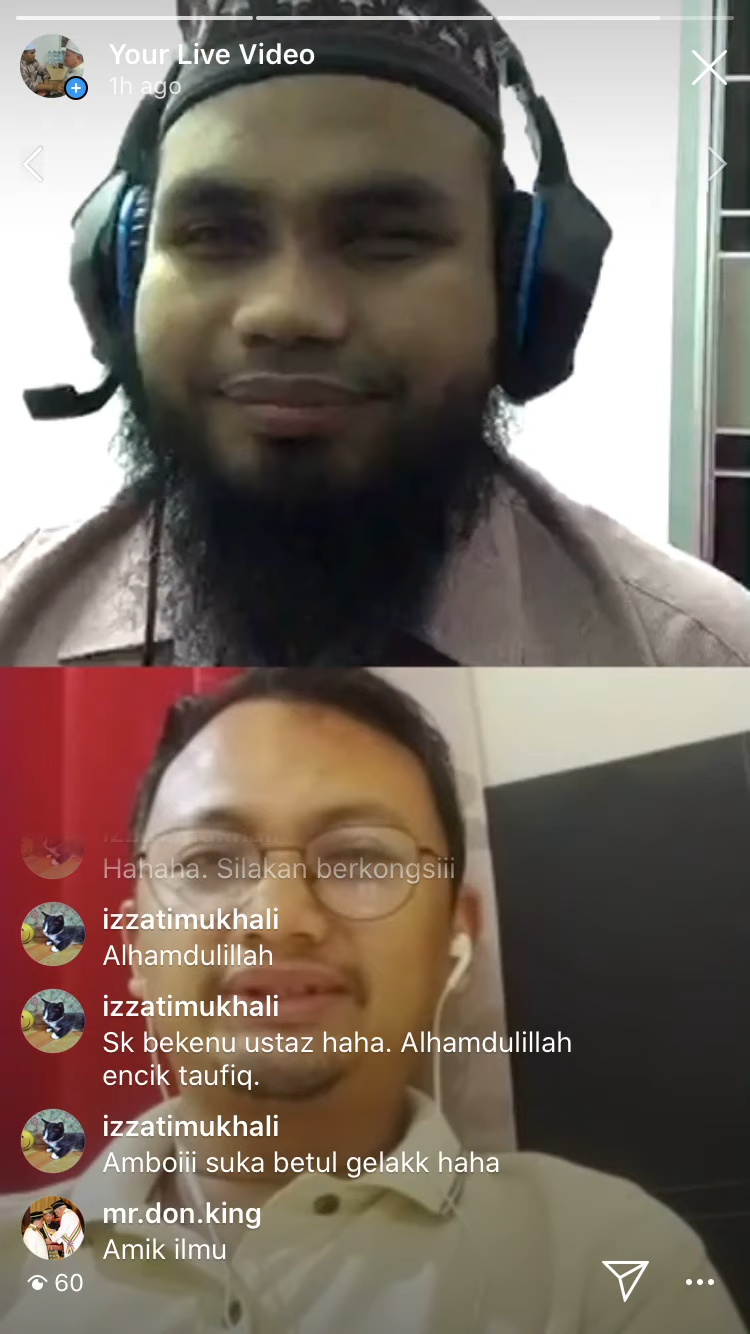 Your Live Video
1h ago
Hahaha. Silakan berkongsiii
izzatimukhali
Alhamdulillah
izzatimukhali
Sk bekenu ustaz haha. Alhamdulillah
encik taufiq.
izzatimukhali
Amboiii suka betul gelakk haha
mr.don.king
Amik ilmu
60